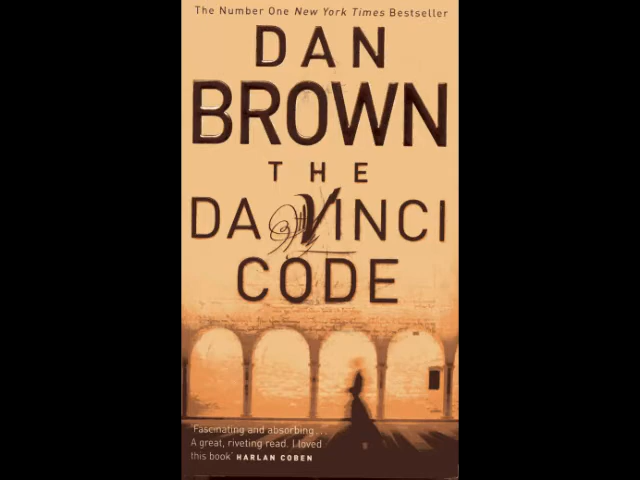 The Number One New York Times Bestseller
DAN
BROWN
THE
DA VINCI
CODE
'Fascinating and absorbing ...
A great, riveting read. I loved
this book' HARLAN COBEN